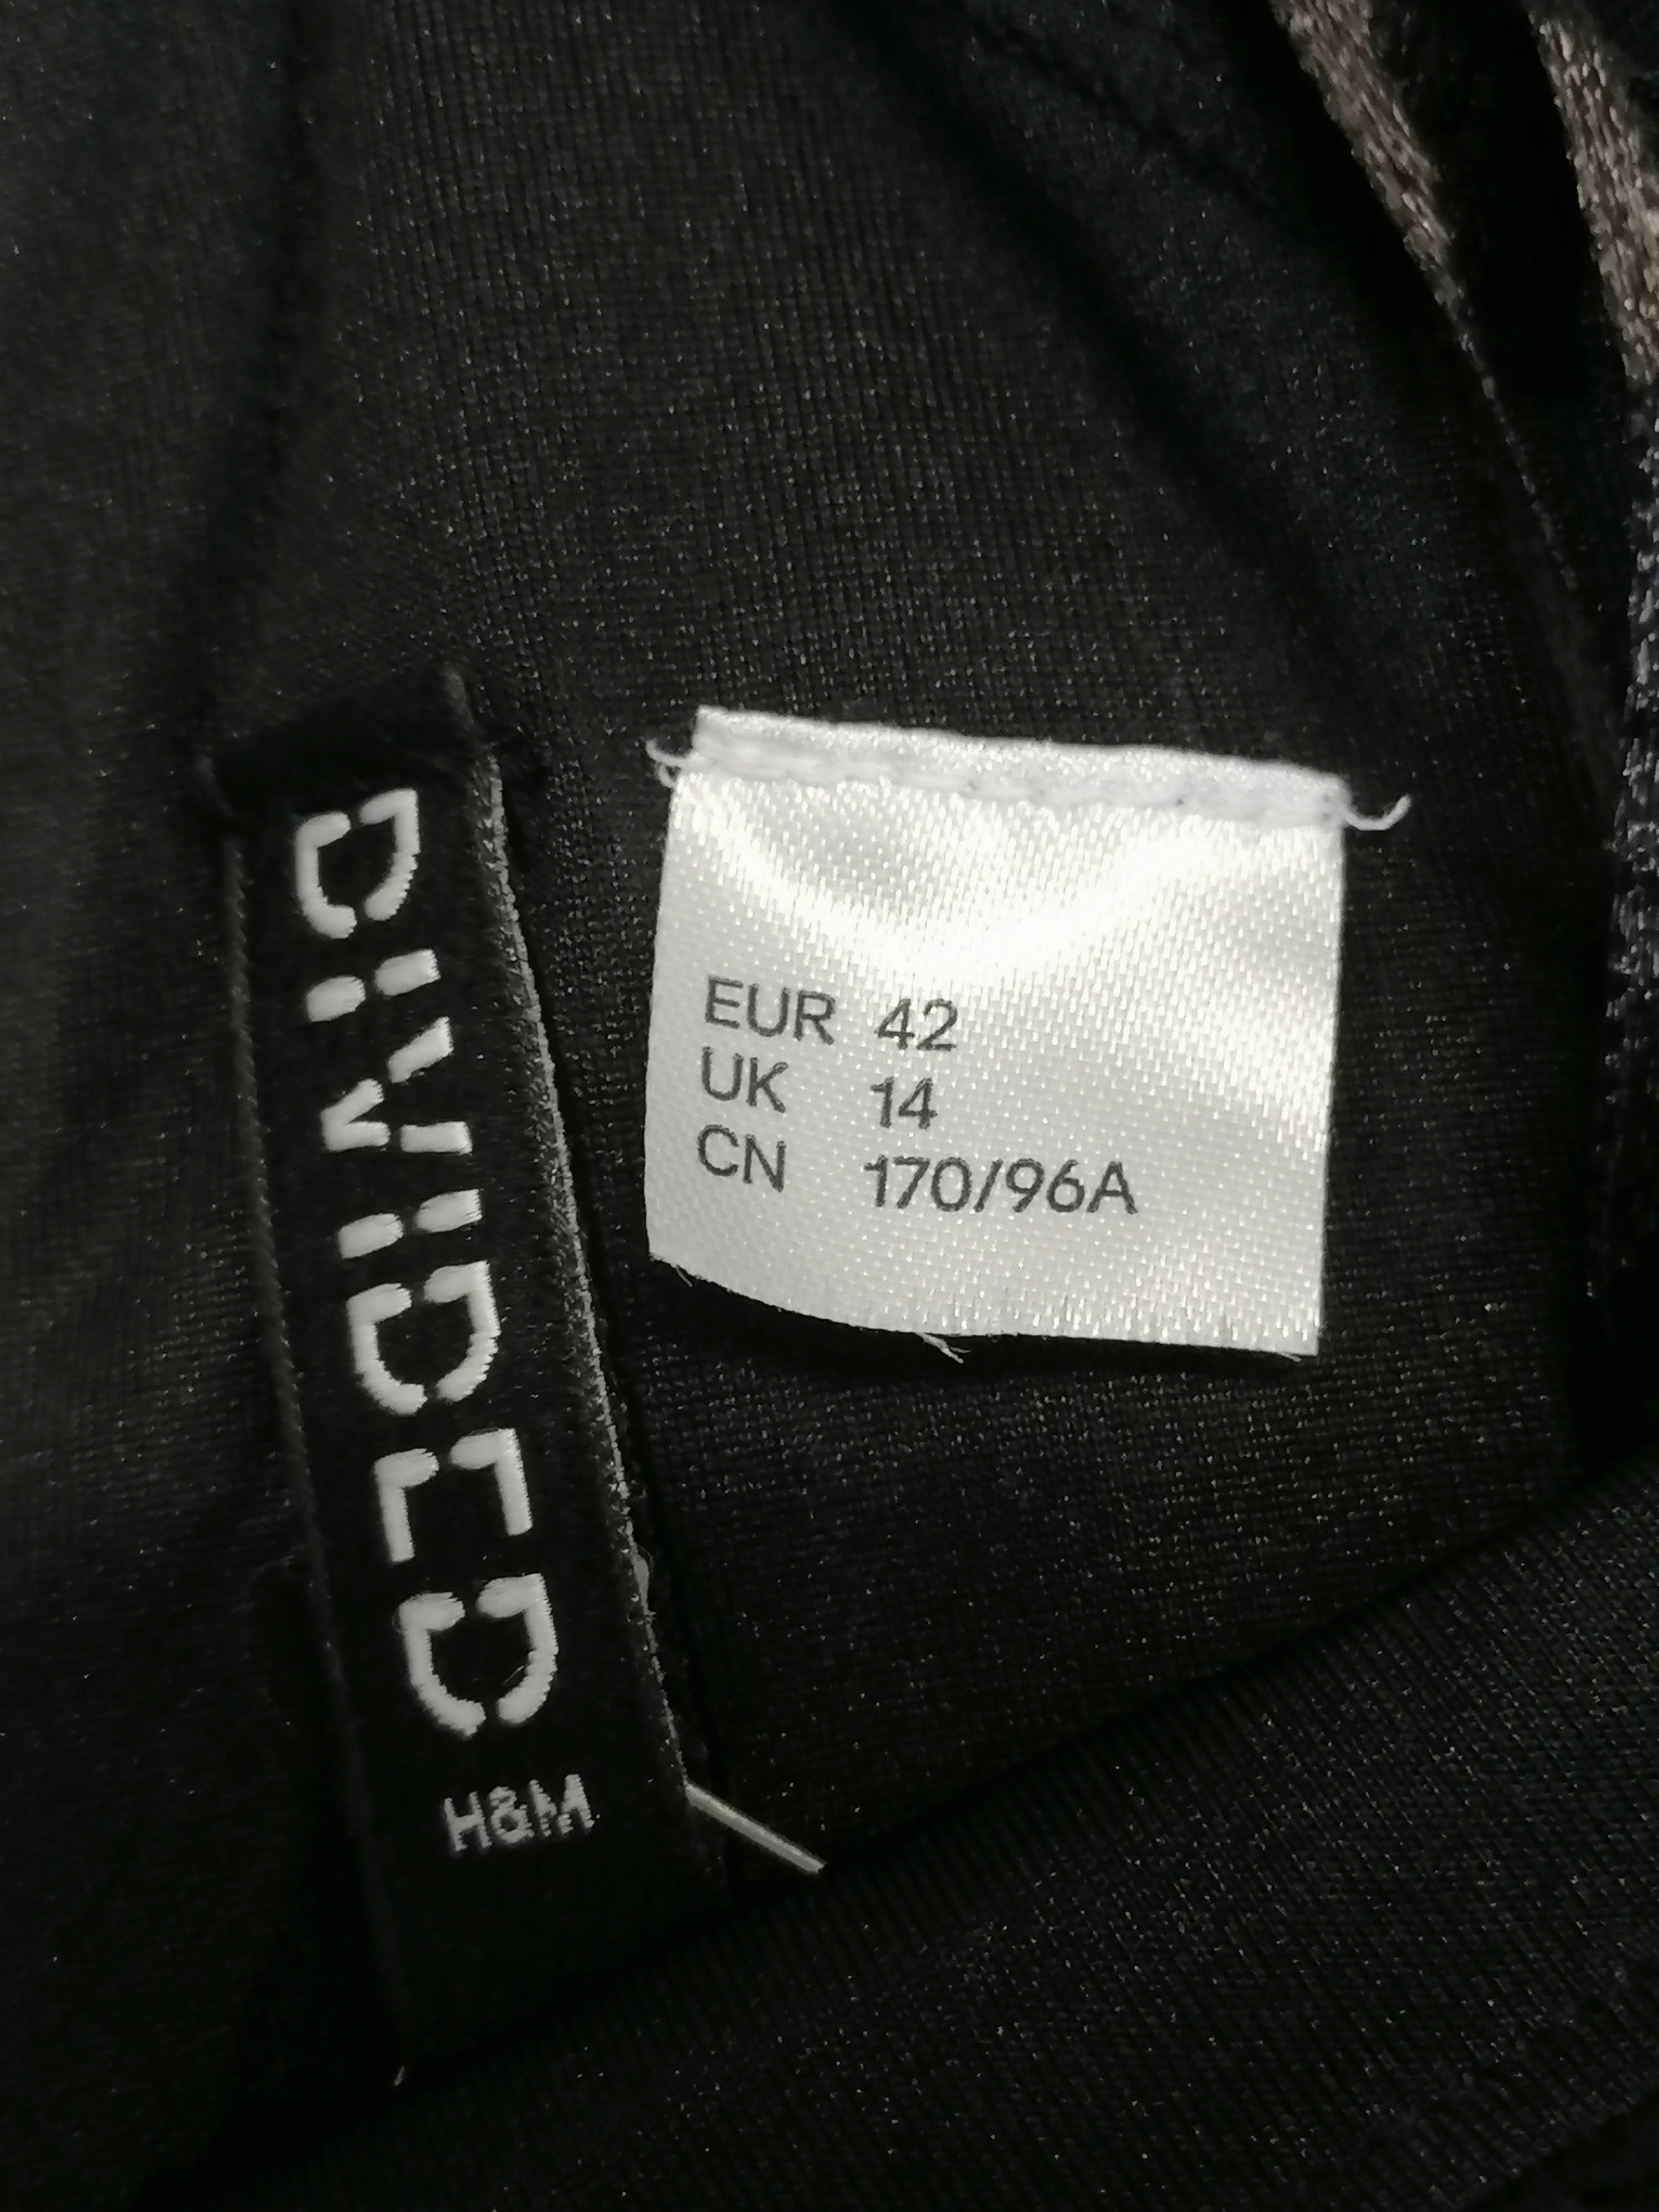 DIVIDED
H&M
EUR 42
UK 14
CN 170/96A